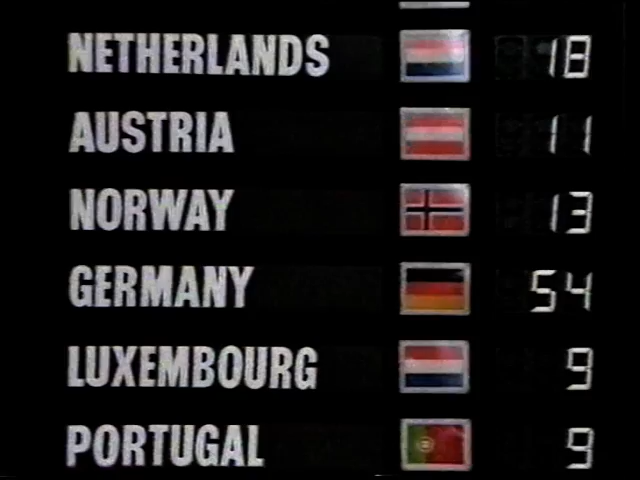 NETHERLANDS 18
AUSTRIA 11
NORWAY 13
GERMANY 54
LUXEMBOURG 9
PORTUGAL 9